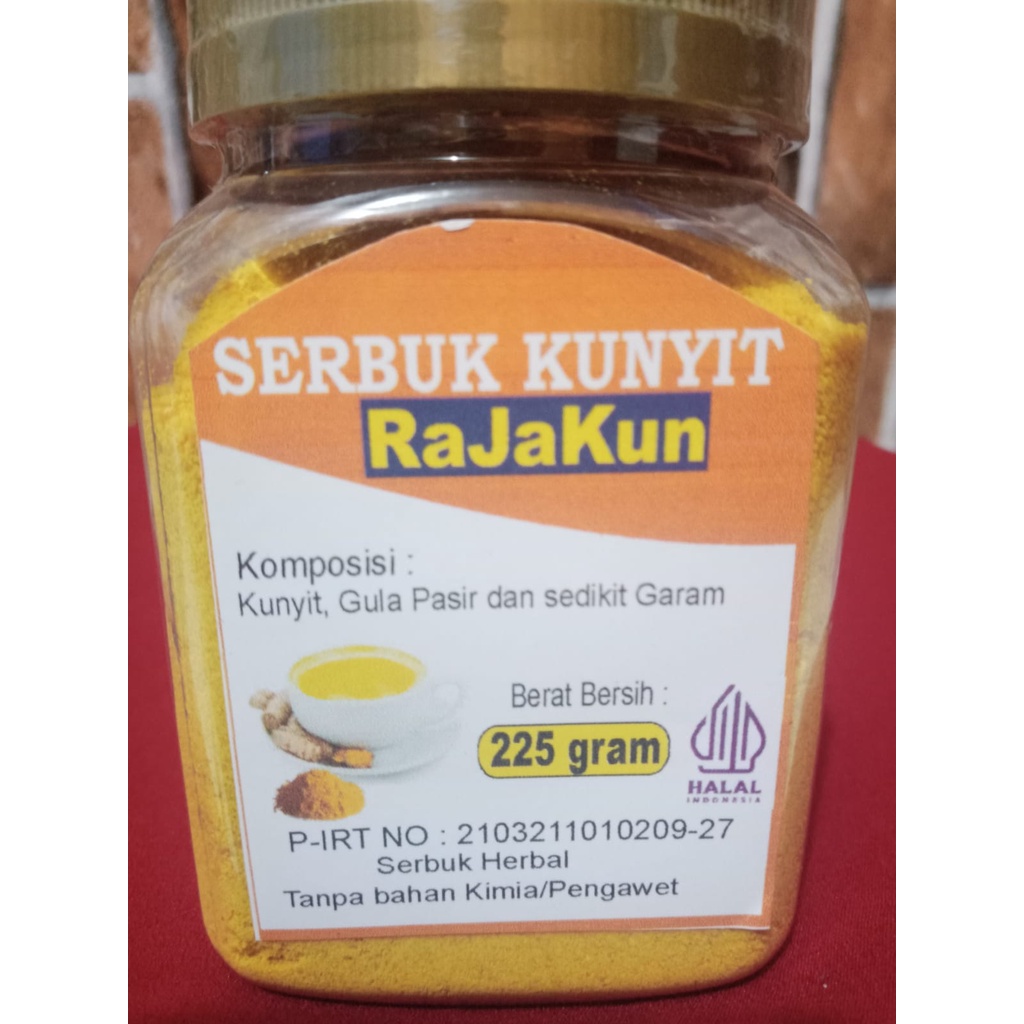 SERBUK KUNYIT
RaJaKun
Komposisi :
Kunyit, Gula Pasir dan sedikit Garam
Berat Bersih :
225 gram
HALAL
INDONESIA
P-IRT NO : 2103211010209-27
Serbuk Herbal
Tanpa bahan Kimia/Pengawet